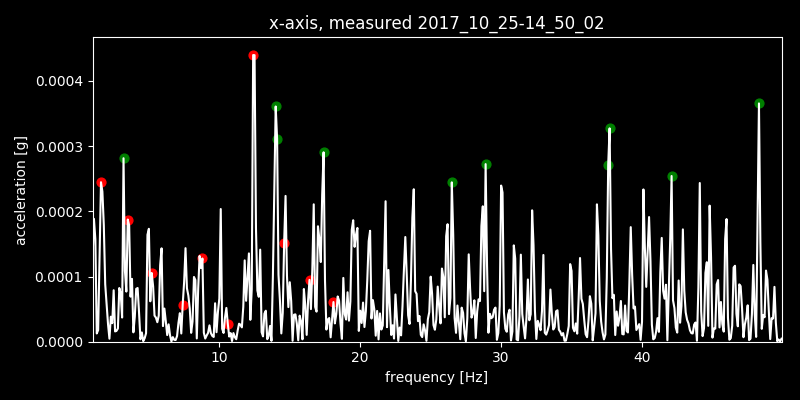 x-axis, measured 2017_10_25-14_50_02
0.0004
0.0003
0.0002
0.0001
0.0000
acceleration [g]
10 20 30 40
frequency [Hz]